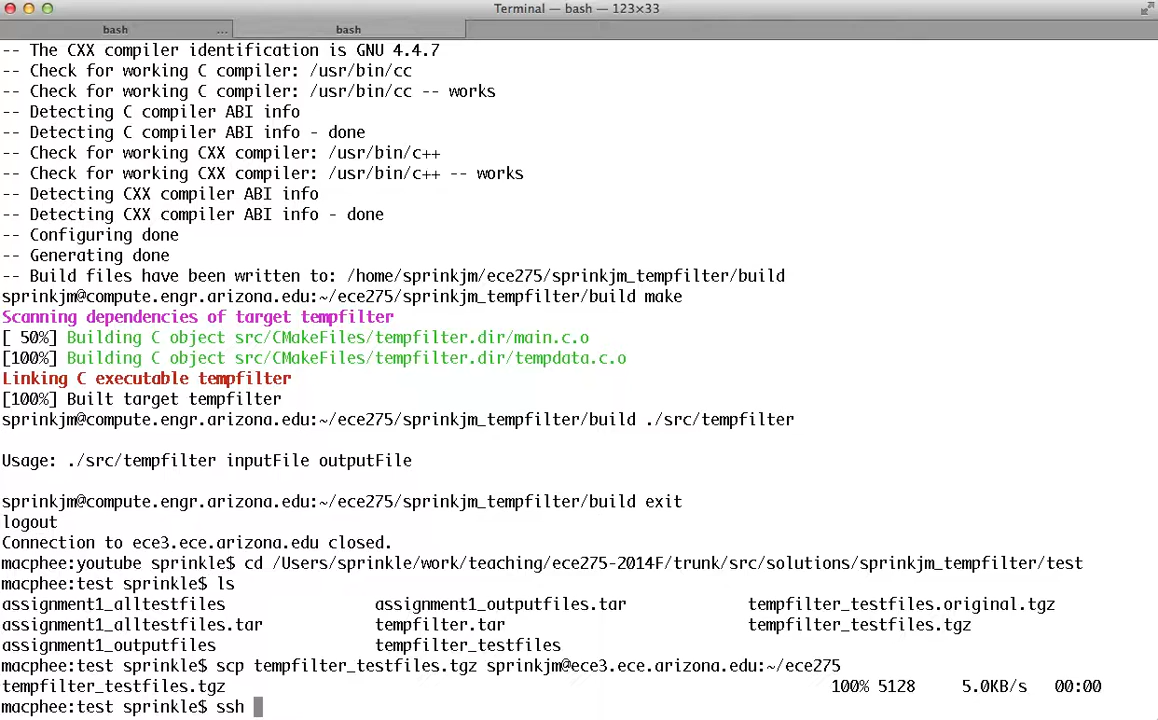 Terminal — bash — 123×33
bash ... bash
-- The CXX compiler identification is GNU 4.4.7
-- Check for working C compiler: /usr/bin/cc
-- Check for working C compiler: /usr/bin/cc -- works
-- Detecting C compiler ABI info
-- Detecting C compiler ABI info - done
-- Check for working CXX compiler: /usr/bin/c++
-- Check for working CXX compiler: /usr/bin/c++ -- works
-- Detecting CXX compiler ABI info
-- Detecting CXX compiler ABI info - done
-- Configuring done
-- Generating done
-- Build files have been written to: /home/sprinkjm/ece275/sprinkjm_tempfilter/build
sprinkjm@compute.engr.arizona.edu:~/ece275/sprinkjm_tempfilter/build make
Scanning dependencies of target tempfilter
[ 50%] Building C object src/CMakeFiles/tempfilter.dir/main.c.o
[100%] Building C object src/CMakeFiles/tempfilter.dir/tempdata.c.o
Linking C executable tempfilter
[100%] Built target tempfilter
sprinkjm@compute.engr.arizona.edu:~/ece275/sprinkjm_tempfilter/build ./src/tempfilter
Usage: ./src/tempfilter inputFile outputFile
sprinkjm@compute.engr.arizona.edu:~/ece275/sprinkjm_tempfilter/build exit
logout
Connection to ece3.ece.arizona.edu closed.
macphee:youtube sprinkle$ cd /Users/sprinkle/work/teaching/ece275-2014F/trunk/src/solutions/sprinkjm_tempfilter/test
macphee:test sprinkle$ ls
assignment1_alltestfiles assignment1_outputfiles.tar tempfilter_testfiles.original.tgz
assignment1_alltestfiles.tar tempfilter.tar tempfilter_testfiles.tgz
assignment1_outputfiles tempfilter_testfiles
macphee:test sprinkle$ scp tempfilter_testfiles.tgz sprinkjm@ece3.ece.arizona.edu:~/ece275
tempfilter_testfiles.tgz 100% 5128 5.0KB/s 00:00
macphee:test sprinkle$ ssh